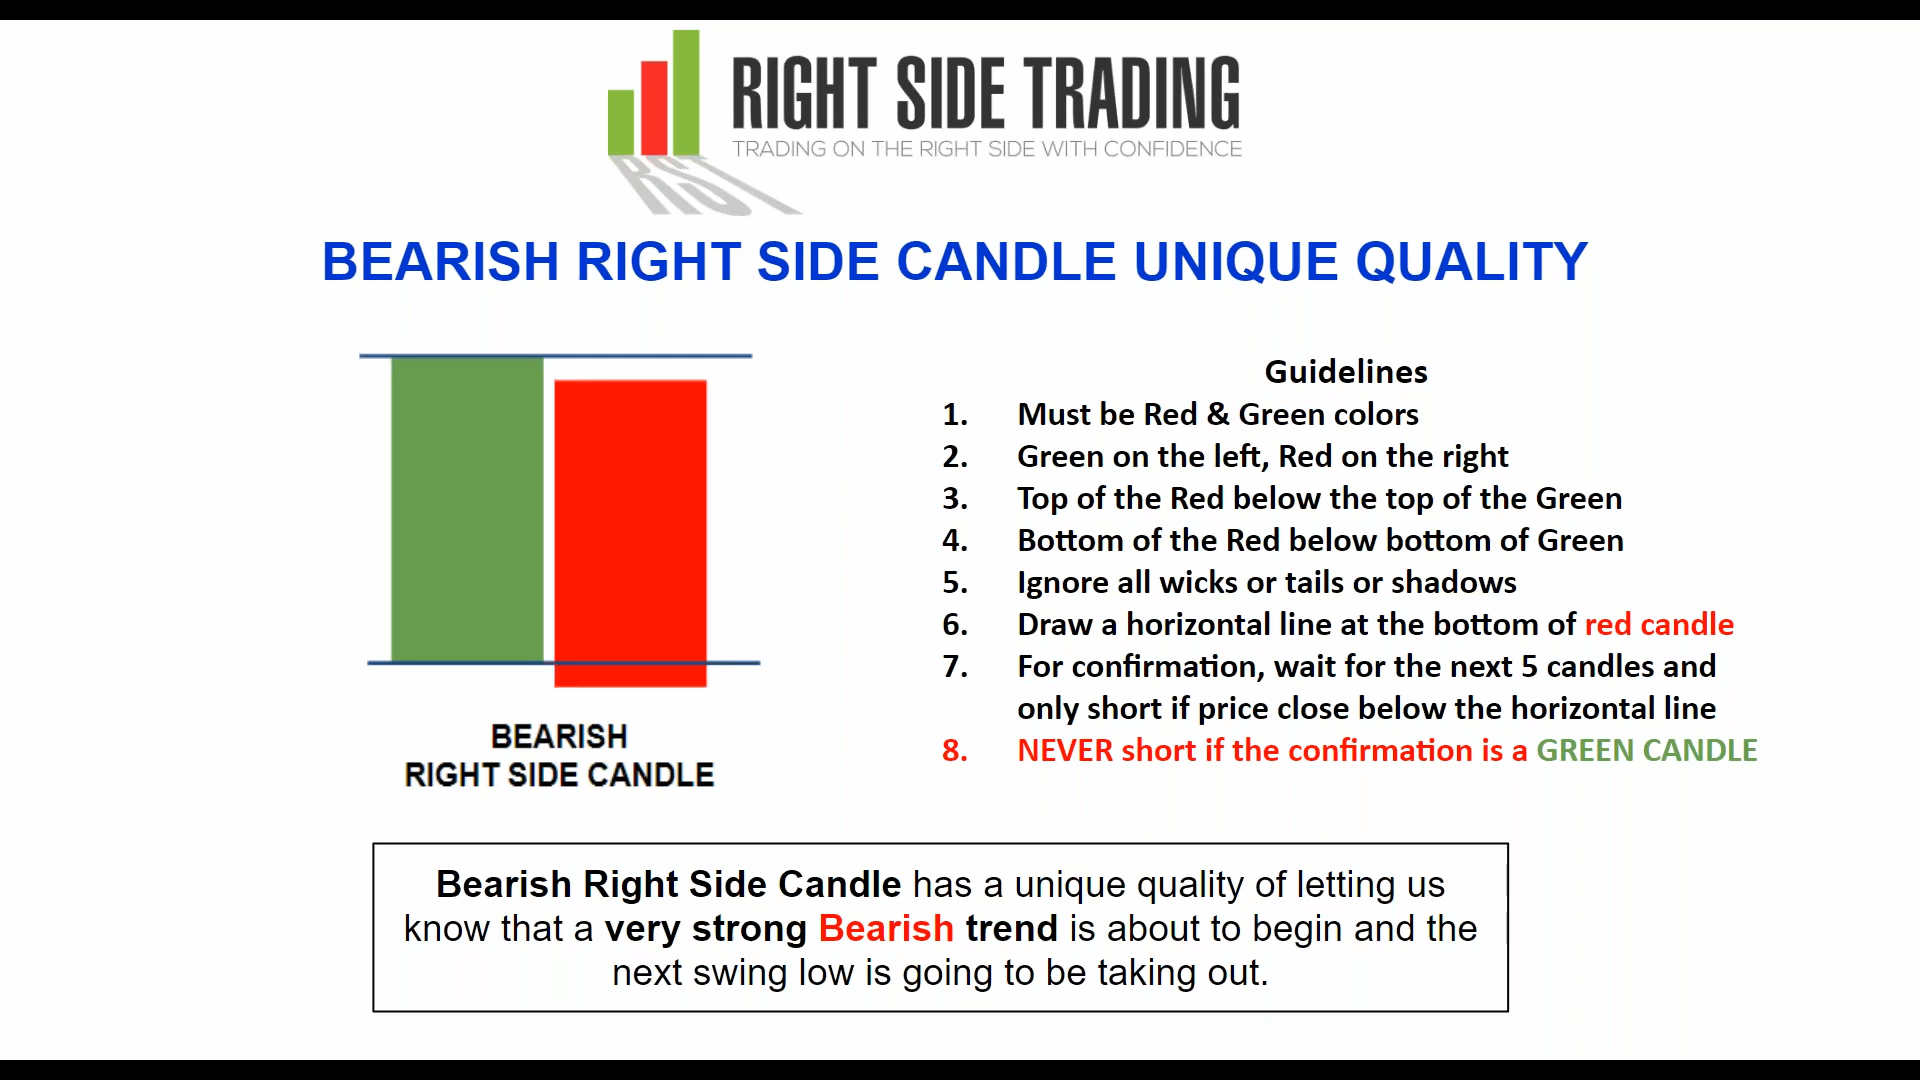 RIGHT SIDE TRADING
TRADING ON THE RIGHT SIDE WITH CONFIDENCE
RST
BEARISH RIGHT SIDE CANDLE UNIQUE QUALITY
BEARISH
RIGHT SIDE CANDLE
Guidelines
1. Must be Red & Green colors
2. Green on the left, Red on the right
3. Top of the Red below the top of the Green
4. Bottom of the Red below bottom of Green
5. Ignore all wicks or tails or shadows
6. Draw a horizontal line at the bottom of red candle
7. For confirmation, wait for the next 5 candles and
only short if price close below the horizontal line
8. NEVER short if the confirmation is a GREEN CANDLE
Bearish Right Side Candle has a unique quality of letting us
know that a very strong Bearish trend is about to begin and the
next swing low is going to be taking out.